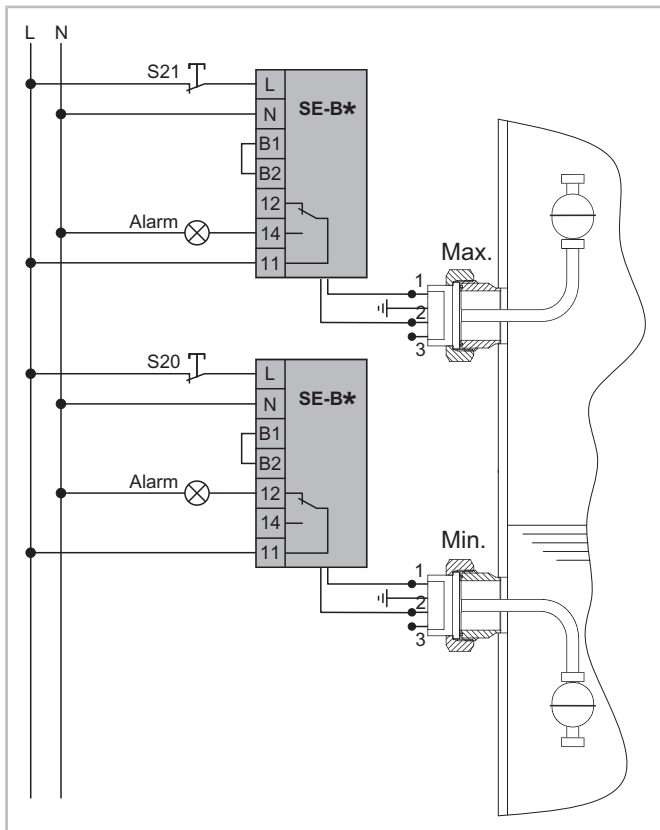 L N
S21
L
SE-B*
N
B1
B2
12
Alarm
14
11
Max.
1
2
3
S20
L
SE-B*
N
B1
B2
Alarm
12
14
11
Min.
1
2
3